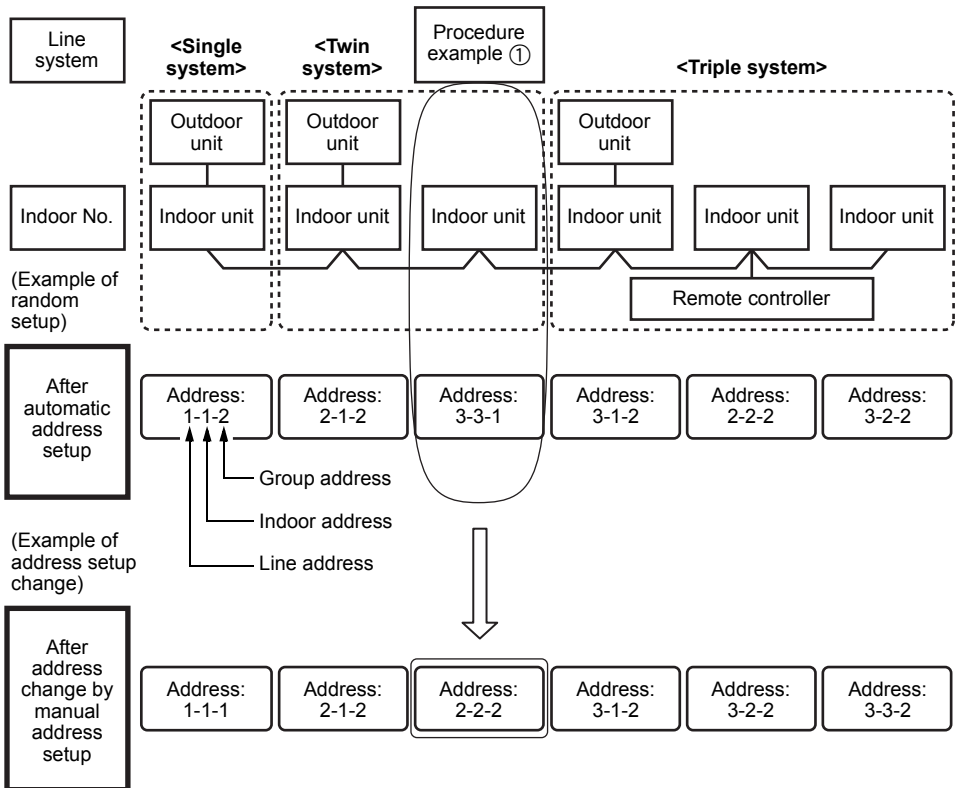 Line
system
<Single
system>
<Twin
system>
Procedure
example ①
<Triple system>
Outdoor
unit
Outdoor
unit
Outdoor
unit
Indoor No.
Indoor unit
Indoor unit
Indoor unit
Indoor unit
Indoor unit
Indoor unit
(Example of
random
setup)
Remote controller
After
automatic
address
setup
Address:
1-1-2
Address:
2-1-2
Address:
3-3-1
Address:
3-1-2
Address:
2-2-2
Address:
3-2-2
Group address
Indoor address
Line address
(Example of
address setup
change)
After
address
change by
manual
address
setup
Address:
1-1-1
Address:
2-1-2
Address:
2-2-2
Address:
3-1-2
Address:
3-2-2
Address:
3-3-2